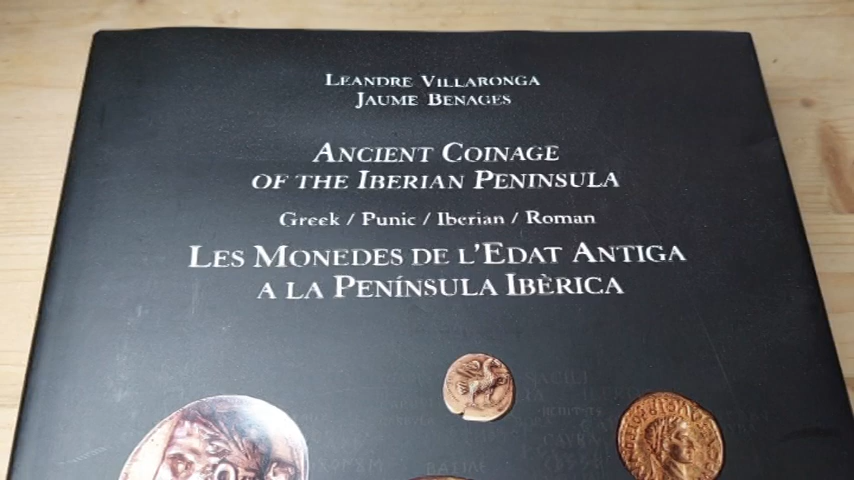 LEANDRE VILLARONGA
JAUME BENAGES
ANCIENT COINAGE
OF THE IBERIAN PENINSULA
Greek / Punic / Iberian / Roman
LES MONEDES DE L'EDAT ANTIGA
A LA PENÍNSULA IBÈRICA